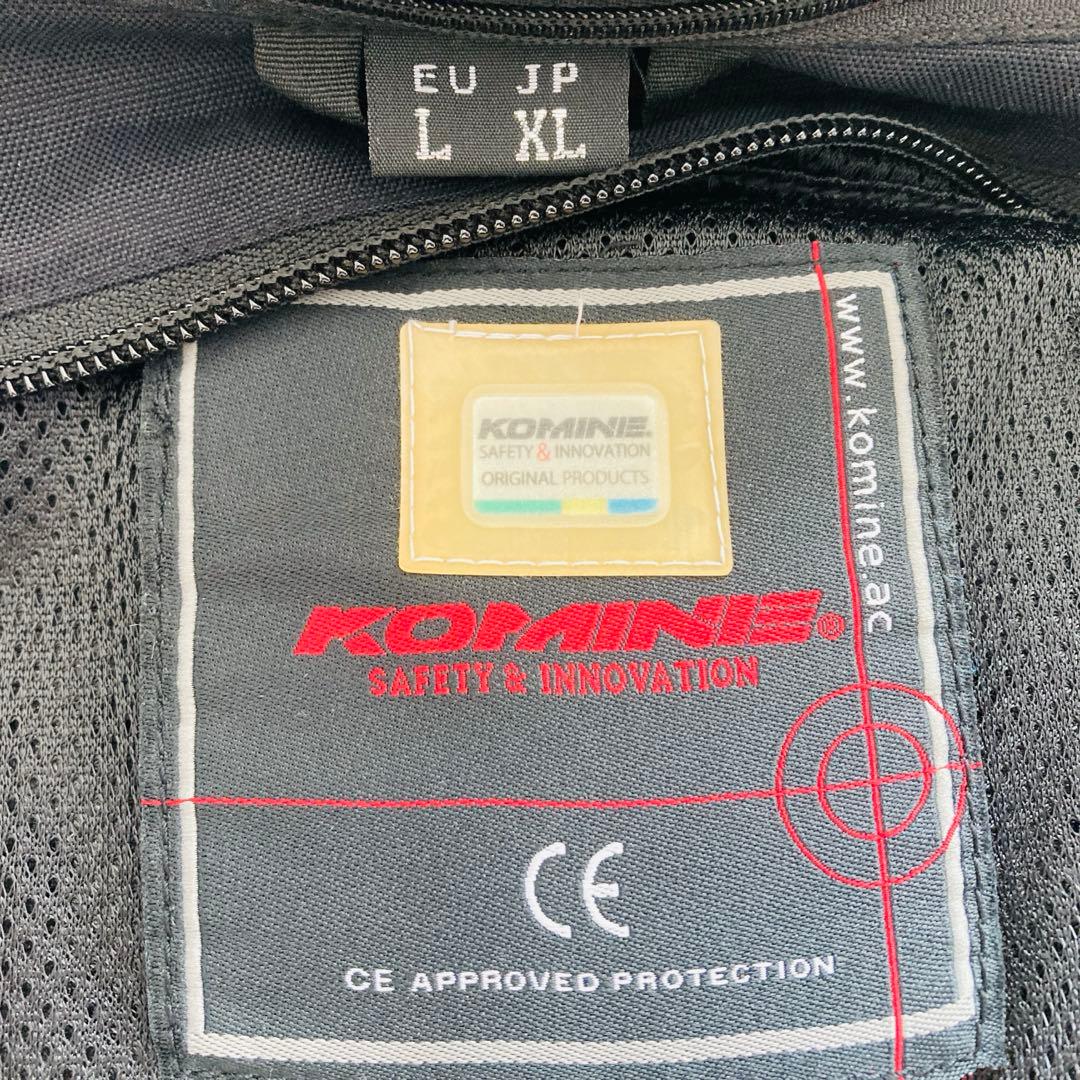 EU JP
L XL
www.komine.ac
KOMINE.
SAFETY & INNOVATION
ORIGINAL PRODUCTS
KOMINE®
SAFETY & INNOVATION
CE
CE APPROVED PROTECTION